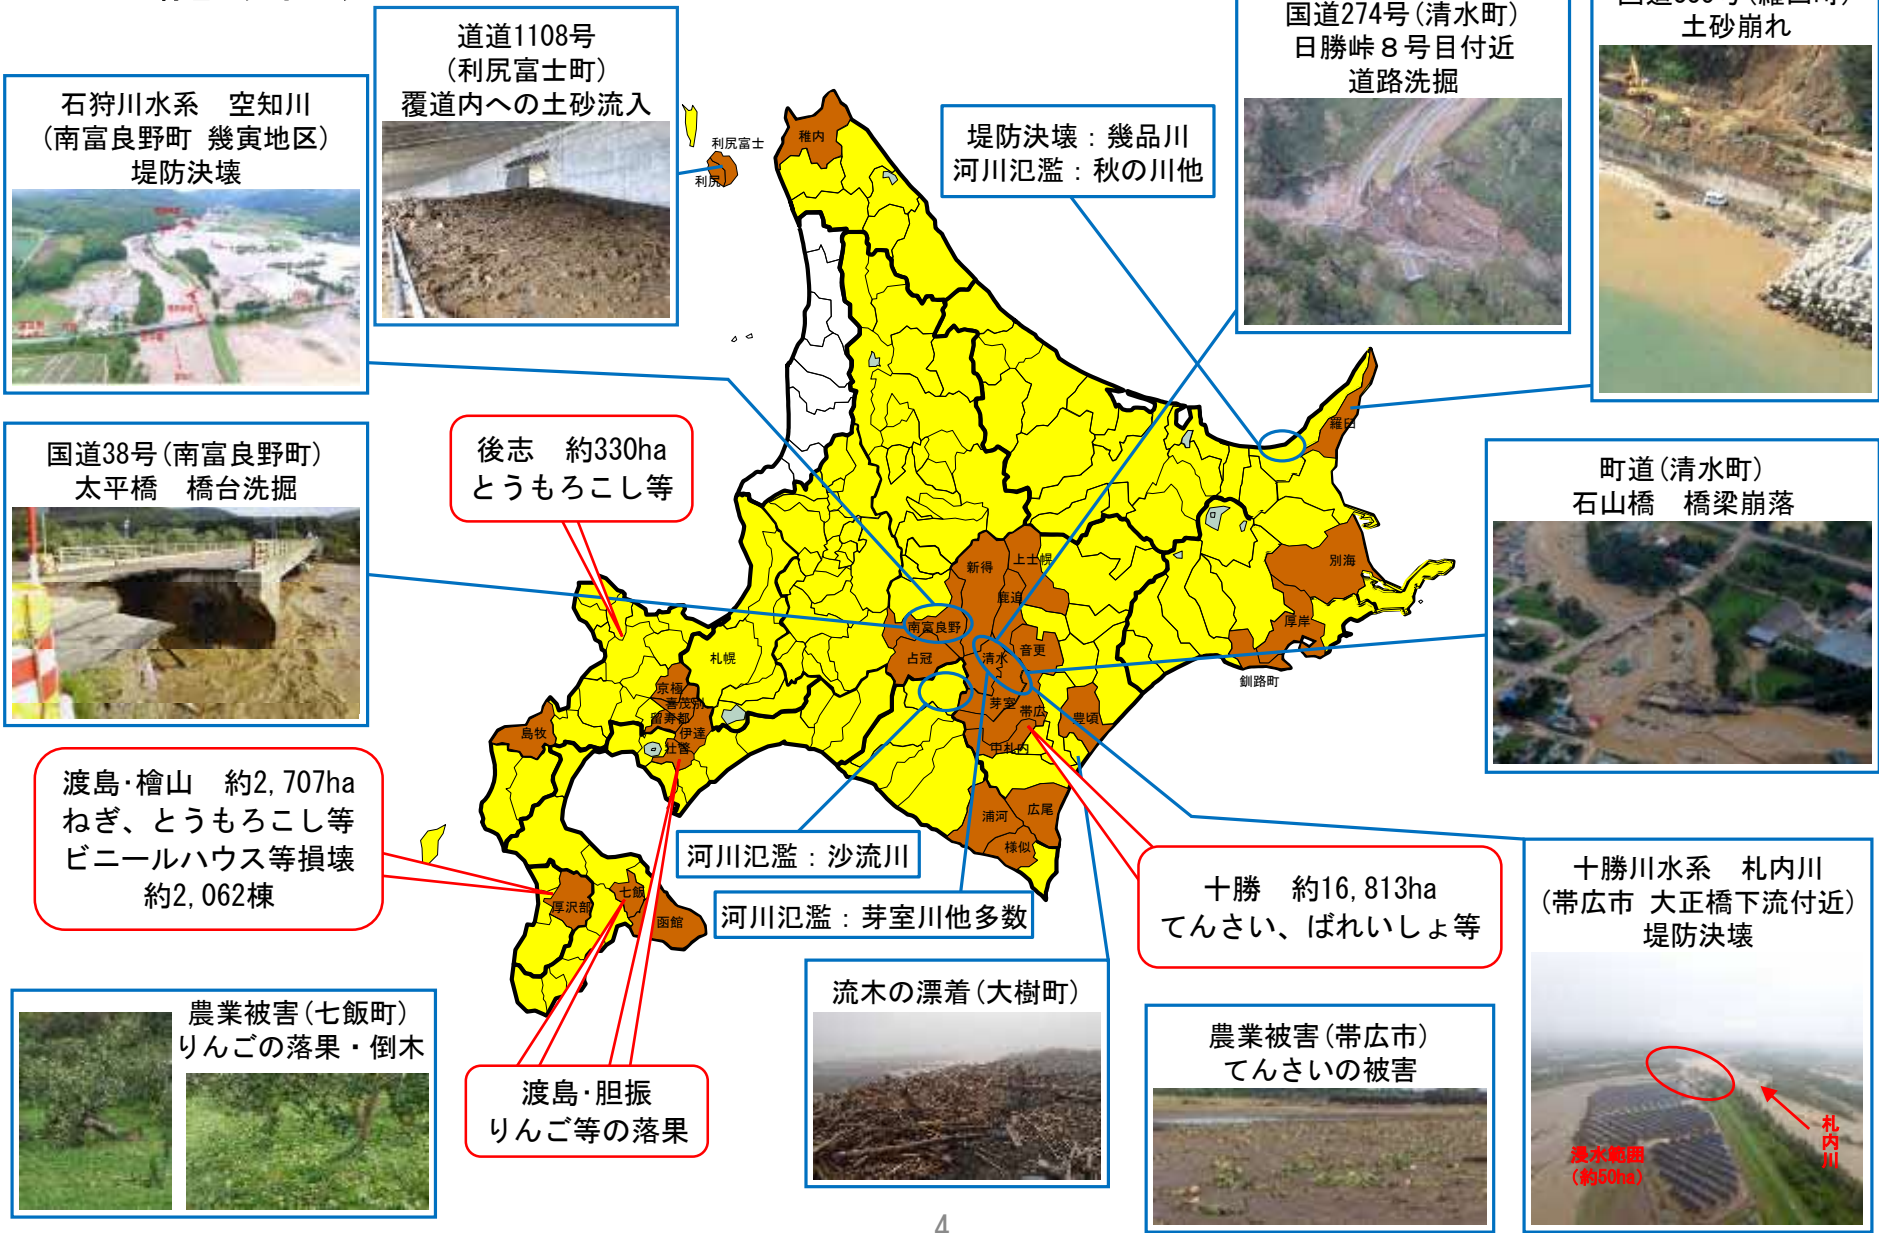 石狩川水系　空知川
(南富良野町 幾寅地区)
堤防決壊
道道1108号
(利尻富士町)
覆道内への土砂流入
堤防決壊：幾品川
河川氾濫：秋の川他
国道274号(清水町)
日勝峠８号目付近
道路洗掘
土砂崩れ
国道38号(南富良野町)
太平橋　橋台洗掘
後志　約330ha
とうもろこし等
町道(清水町)
石山橋　橋梁崩落
渡島･檜山　約2,707ha
ねぎ、とうもろこし等
ビニールハウス等損壊
約2,062棟
河川氾濫：沙流川
河川氾濫：芽室川他多数
十勝　約16,813ha
てんさい、ばれいしょ等
十勝川水系　札内川
(帯広市 大正橋下流付近)
堤防決壊
浸水範囲
(約50ha)
札内川
農業被害(七飯町)
りんごの落果・倒木
渡島･胆振
りんご等の落果
流木の漂着(大樹町)
農業被害(帯広市)
てんさいの被害
利尻富士
利尻
稚内
羅臼
別海
厚岸
釧路町
新得
上士幌
鹿追
南富良野
占冠
清水
音更
芽室
帯広
豊頃
中札内
浦河
広尾
様似
札幌
京極
喜茂別
留寿都
伊達
壮瞥
島牧
厚沢部
七飯
函館
4